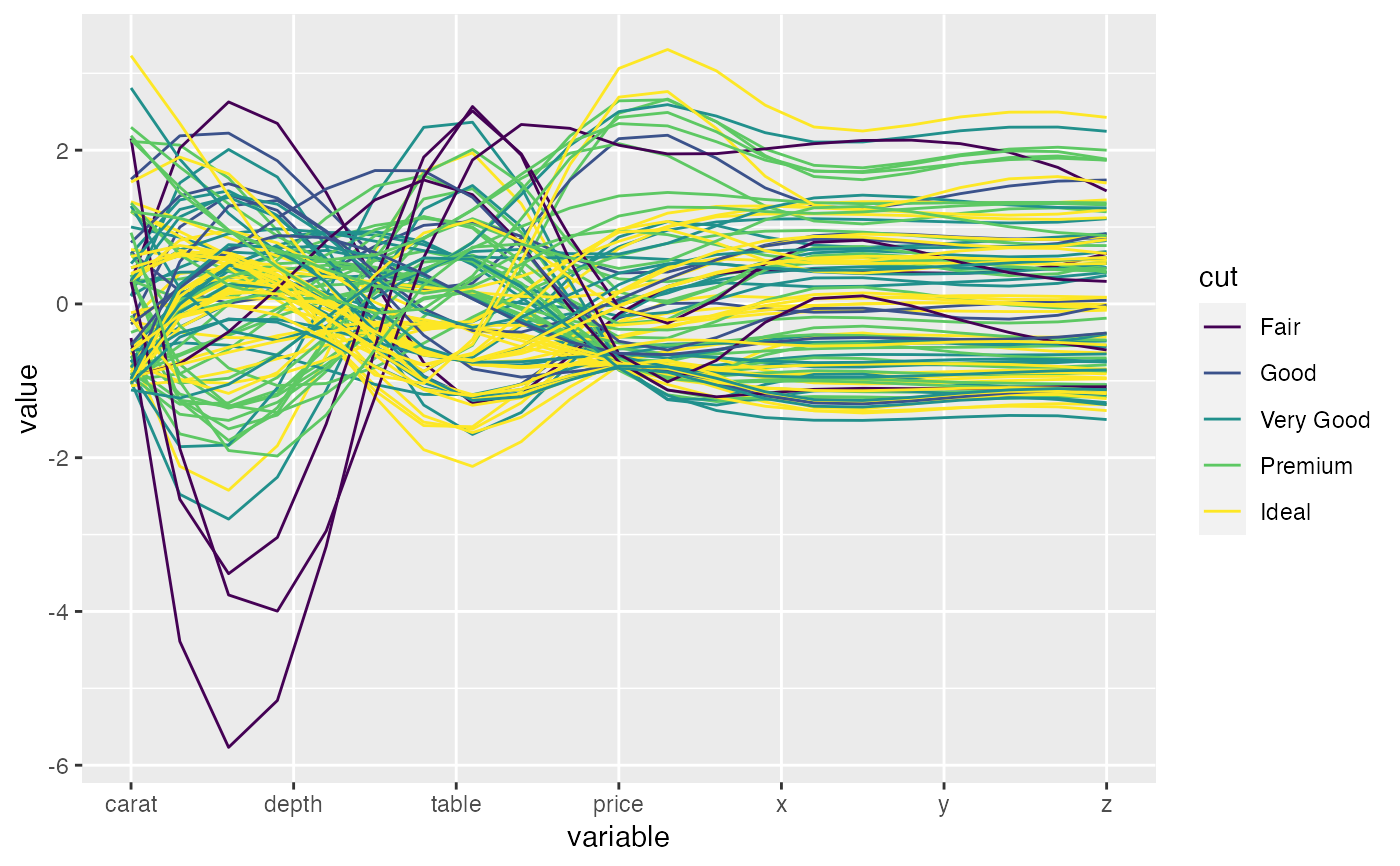 2
0
-2
-4
-6
value
carat depth table price x y z
variable
cut
Fair
Good
Very Good
Premium
Ideal